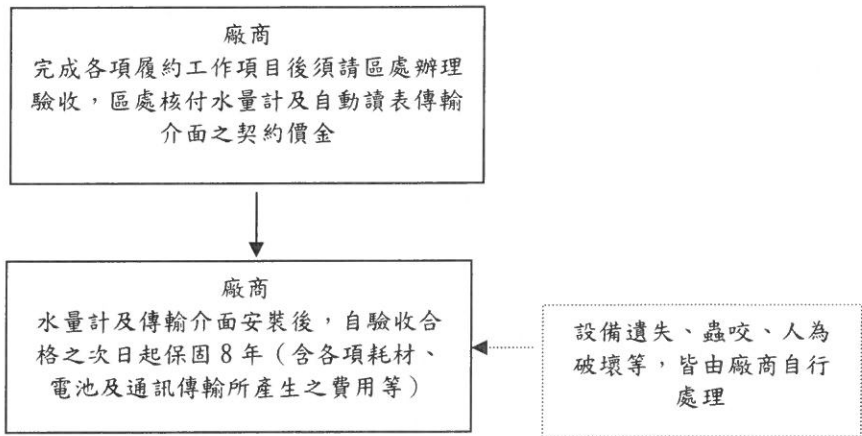 廠商
完成各項履約工作項目後須請區處辦理
驗收，區處核付水量計及自動讀表傳輸
介面之契約價金
廠商
水量計及傳輸介面安裝後，自驗收合
格之次日起保固8年（含各項耗材、
電池及通訊傳輸所產生之費用等）
設備遺失、蟲咬、人為
破壞等，皆由廠商自行
處理